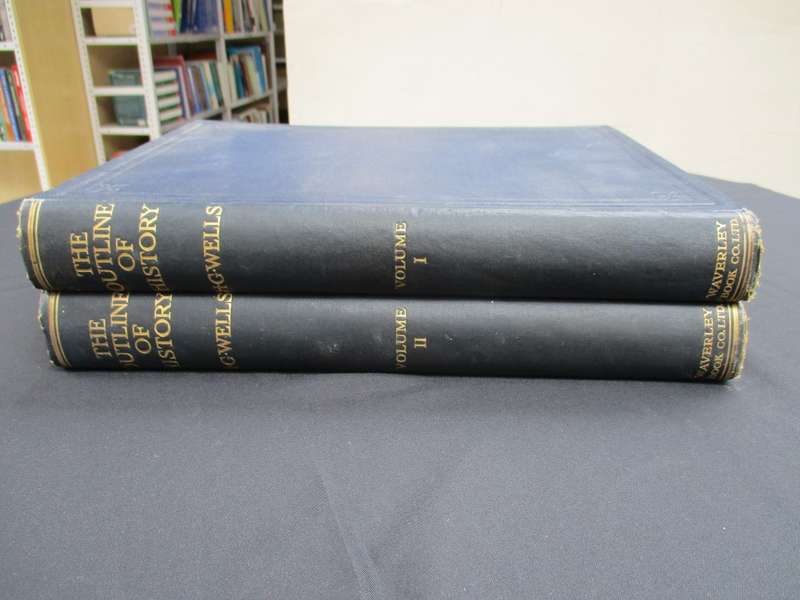 THE
OUTLINE
OF
HISTORY
H·G·WELLS
VOLUME
I
WAVERLEY
BOOK CO. LTD.
THE
OUTLINE
OF
HISTORY
H·G·WELLS
VOLUME
II
WAVERLEY
BOOK CO. LTD.